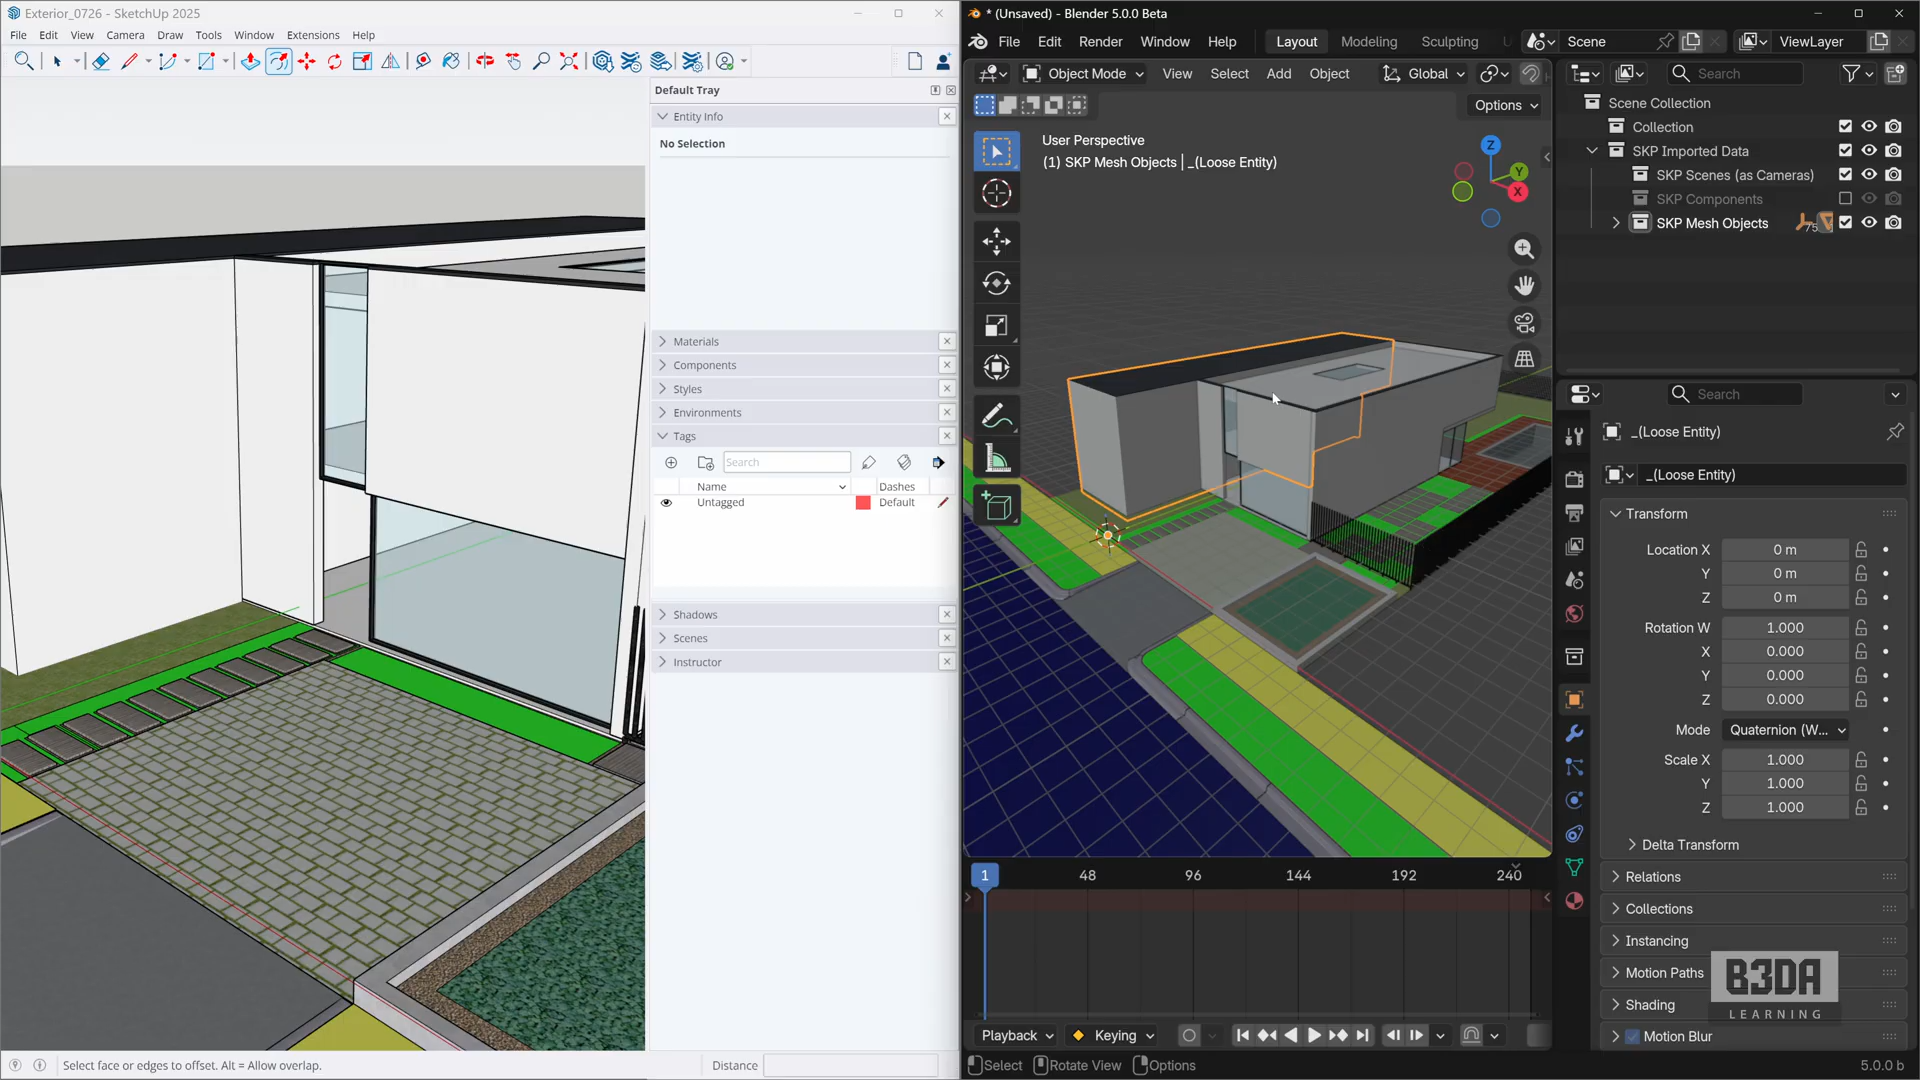 Exterior_0726 - SketchUp 2025
File Edit View Camera Draw Tools Window Extensions Help
Default Tray
Entity Info
No Selection
Materials
Components
Styles
Environments
Tags
Search
Name Dashes
Untagged Default
Shadows
Scenes
Instructor
Select face or edges to offset. Alt = Allow overlap.
Distance
* (Unsaved) - Blender 5.0.0 Beta
File Edit Render Window Help Layout Modeling Sculpting Scene ViewLayer
Object Mode View Select Add Object Global
Options
User Perspective
(1) SKP Mesh Objects | _(Loose Entity)
Z
Y
X
1 48 96 144 192 240
Playback Keying
Select Rotate View Options
Search
Scene Collection
Collection
SKP Imported Data
SKP Scenes (as Cameras)
SKP Components
SKP Mesh Objects 75
Search
_(Loose Entity)
_(Loose Entity)
Transform
Location X 0 m
Y 0 m
Z 0 m
Rotation W 1.000
X 0.000
Y 0.000
Z 0.000
Mode Quaternion (W...
Scale X 1.000
Y 1.000
Z 1.000
Delta Transform
Relations
Collections
Instancing
Motion Paths
Shading
Motion Blur
B3DA
LEARNING
5.0.0 b